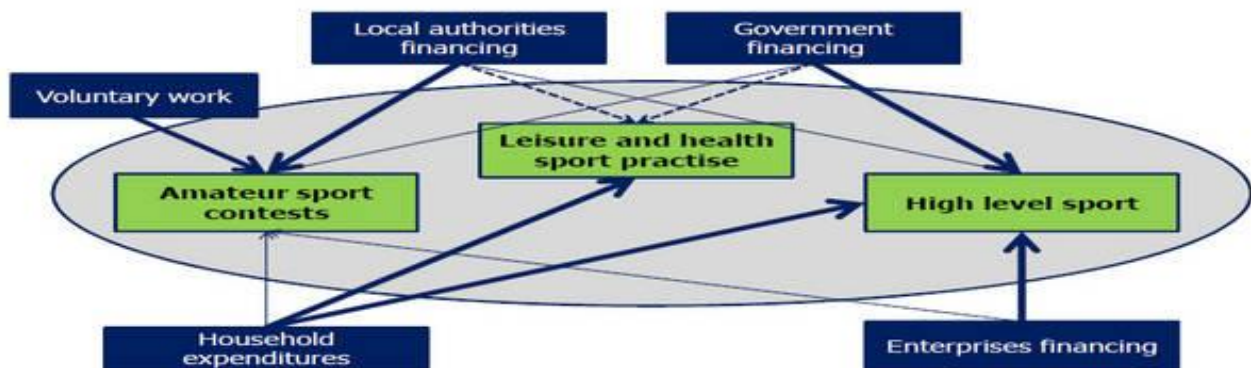 Local authorities
financing
Government
financing
Voluntary work
Leisure and health
sport practise
Amateur sport
contests
High level sport
Household
expenditures
Enterprises financing